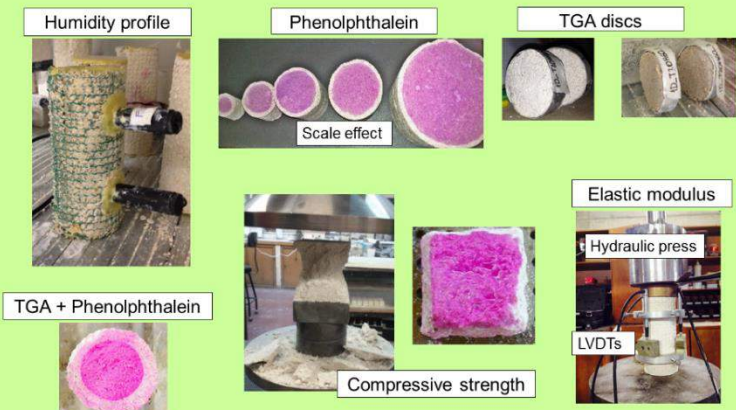 Humidity profile
Phenolphthalein
TGA discs
Scale effect
Elastic modulus
Hydraulic press
TGA + Phenolphthalein
LVDTs
Compressive strength